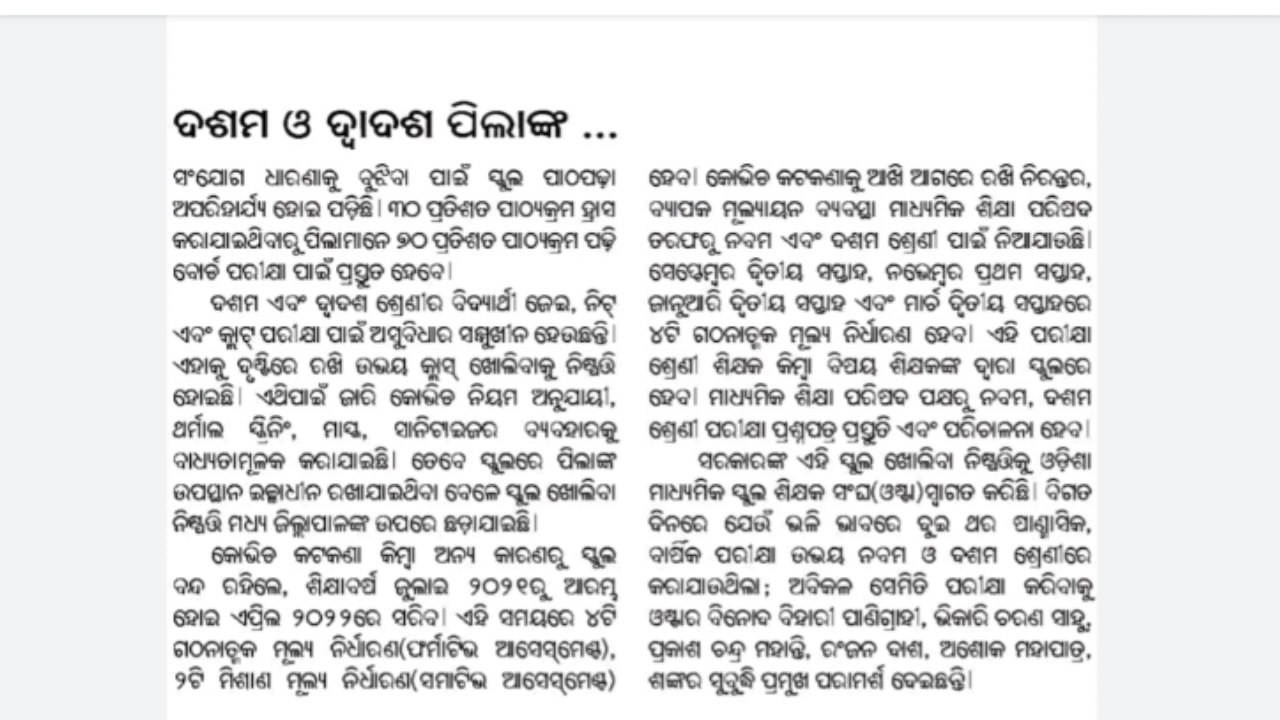 ଦଶମ ଓ ଦ୍ୱାଦଶ ପିଲାଙ୍କ ...
ସଂଯୋଗ ଧାରଣାକୁ ବୁଝିବା ପାଇଁ ସ୍କୁଲ ପାଠପଢ଼ା
ଅପରିହାର୍ଯ୍ୟ ହୋଇ ପଡ଼ିଛି। ୩୦ ପ୍ରତିଶତ ପାଠ୍ୟକ୍ରମ ହ୍ରାସ
କରାଯାଇଥିବାରୁ ପିଲାମାନେ ୭୦ ପ୍ରତିଶତ ପାଠ୍ୟକ୍ରମ ପଢ଼ି
ବୋର୍ଡ ପରୀକ୍ଷା ପାଇଁ ପ୍ରସ୍ତୁତ ହେବେ।
ଦଶମ ଏବଂ ଦ୍ୱାଦଶ ଶ୍ରେଣୀର ବିଦ୍ୟାର୍ଥୀ ଜେଇ, ନିଟ୍
ଏବଂ କ୍ଲାଟ୍ ପରୀକ୍ଷା ପାଇଁ ଅସୁବିଧାର ସମ୍ମୁଖୀନ ହେଉଛନ୍ତି।
ଏହାକୁ ଦୃଷ୍ଟିରେ ରଖି ଉଭୟ କ୍ଲାସ୍ ଖୋଲିବାକୁ ନିଷ୍ପତ୍ତି
ହୋଇଛି। ଏଥିପାଇଁ ଜାରି କୋଭିଡ ନିୟମ ଅନୁଯାୟୀ,
ଥର୍ମାଲ ସ୍କ୍ରିନିଂ, ମାସ୍କ, ସାନିଟାଇଜର ବ୍ୟବହାରକୁ
ବାଧ୍ୟତାମୂଳକ କରାଯାଇଛି। ତେବେ ସ୍କୁଲରେ ପିଲାଙ୍କ
ଉପସ୍ଥାନ ଇଚ୍ଛାଧୀନ ରଖାଯାଇଥିବା ବେଳେ ସ୍କୁଲ ଖୋଲିବା
ନିଷ୍ପତ୍ତି ମଧ୍ୟ ଜିଲ୍ଲାପାଳଙ୍କ ଉପରେ ଛଡ଼ାଯାଇଛି।
କୋଭିଡ କଟକଣା କିମ୍ବା ଅନ୍ୟ କାରଣରୁ ସ୍କୁଲ
ବନ୍ଦ ରହିଲେ, ଶିକ୍ଷାବର୍ଷ ଜୁଲାଇ ୨୦୨୧ରୁ ଆରମ୍ଭ
ହୋଇ ଏପ୍ରିଲ ୨୦୨୨ରେ ସରିବ। ଏହି ସମୟରେ ୪ଟି
ଗଠନାତ୍ମକ ମୂଲ୍ୟ ନିର୍ଧାରଣ(ଫର୍ମାଟିଭ ଆସେସ୍‌ମେଣ୍ଟ),
୨ଟି ମିଶାଣ ମୂଲ୍ୟ ନିର୍ଧାରଣ(ସମାଟିଭ ଆସେସ୍‌ମେଣ୍ଟ)
ହେବ। କୋଭିଡ କଟକଣାକୁ ଆଖି ଆଗରେ ରଖି ନିରନ୍ତର,
ବ୍ୟାପକ ମୂଲ୍ୟାୟନ ବ୍ୟବସ୍ଥା ମାଧ୍ୟମିକ ଶିକ୍ଷା ପରିଷଦ
ତରଫରୁ ନବମ ଏବଂ ଦଶମ ଶ୍ରେଣୀ ପାଇଁ ନିଆଯାଉଛି।
ସେପ୍ଟେମ୍ବର ଦ୍ୱିତୀୟ ସପ୍ତାହ, ନଭେମ୍ବର ପ୍ରଥମ ସପ୍ତାହ,
ଜାନୁଆରି ଦ୍ୱିତୀୟ ସପ୍ତାହ ଏବଂ ମାର୍ଚ ଦ୍ୱିତୀୟ ସପ୍ତାହରେ
୪ଟି ଗଠନାତ୍ମକ ମୂଲ୍ୟ ନିର୍ଧାରଣ ହେବ। ଏହି ପରୀକ୍ଷା
ଶ୍ରେଣୀ ଶିକ୍ଷକ କିମ୍ବା ବିଷୟ ଶିକ୍ଷକଙ୍କ ଦ୍ୱାରା ସ୍କୁଲରେ
ହେବ। ମାଧ୍ୟମିକ ଶିକ୍ଷା ପରିଷଦ ପକ୍ଷରୁ ନବମ, ଦଶମ
ଶ୍ରେଣୀ ପରୀକ୍ଷା ପ୍ରଶ୍ନପତ୍ର ପ୍ରସ୍ତୁତି ଏବଂ ପରିଚାଳନା ହେବ।
ସରକାରଙ୍କ ଏହି ସ୍କୁଲ ଖୋଲିବା ନିଷ୍ପତ୍ତିକୁ ଓଡ଼ିଶା
ମାଧ୍ୟମିକ ସ୍କୁଲ ଶିକ୍ଷକ ସଂଘ(ଓଷ୍ଟା)ସ୍ୱାଗତ କରିଛି। ବିଗତ
ଦିନରେ ଯେଉଁ ଭଳି ଭାବରେ ଦୁଇ ଥର ଷାଣ୍ମାସିକ,
ବାର୍ଷିକ ପରୀକ୍ଷା ଉଭୟ ନବମ ଓ ଦଶମ ଶ୍ରେଣୀରେ
କରାଯାଉଥିଲା; ଅବିକଳ ସେମିତି ପରୀକ୍ଷା କରିବାକୁ
ଓଷ୍ଟାର ବିନୋଦ ବିହାରୀ ପାଣିଗ୍ରାହୀ, ଭିକାରି ଚରଣ ସାହୁ,
ପ୍ରକାଶ ଚନ୍ଦ୍ର ମହାନ୍ତି, ରଂଜନ ଦାଶ, ଅଶୋକ ମହାପାତ୍ର,
ଶଙ୍କର ସୁବୁଦ୍ଧି ପ୍ରମୁଖ ପରାମର୍ଶ ଦେଇଛନ୍ତି।